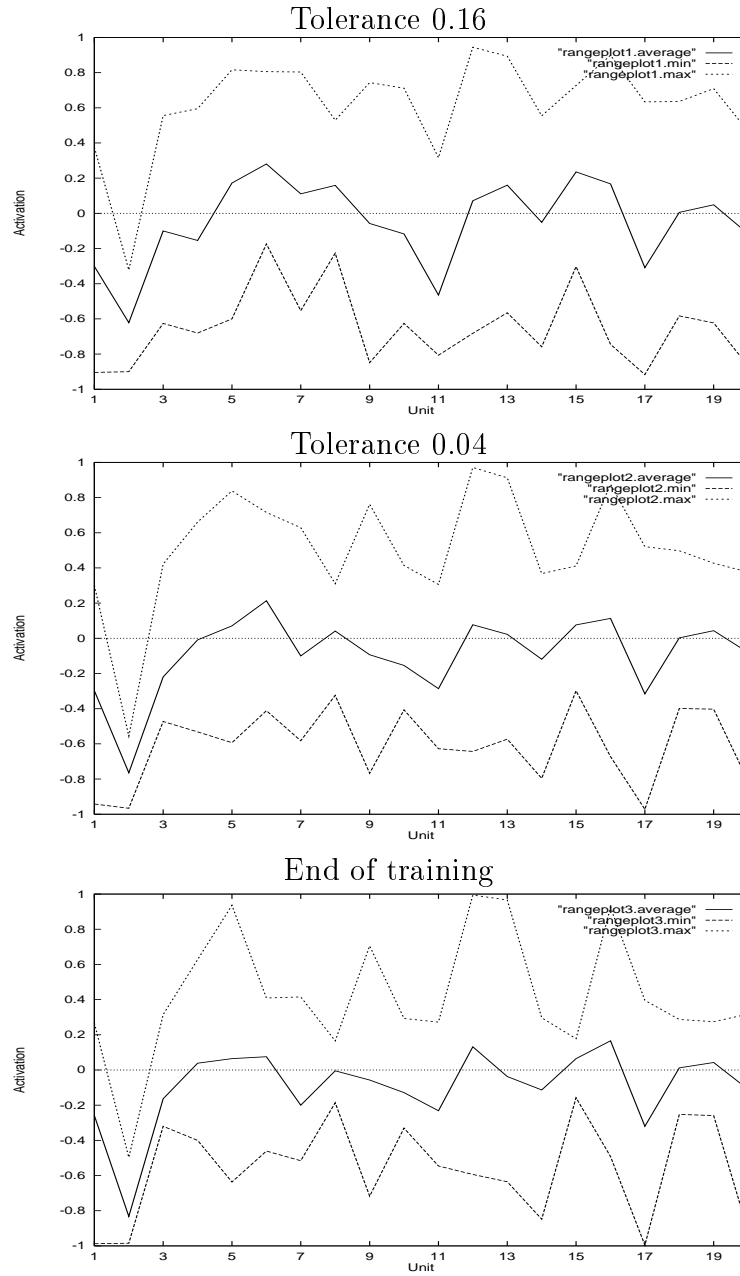 Tolerance 0.16
1
"rangeplot1.average"
0.8
"rangeplot1.min"
"rangeplot1.max"
0.6
0.4
0.2
Activation
0
-0.2
-0.4
-0.6
-0.8
-1
1 3 5 7 9 11 13 15 17 19
Unit
Tolerance 0.04
1
"rangeplot2.average"
"rangeplot2.min"
0.8
"rangeplot2.max"
0.6
0.4
0.2
Activation
0
-0.2
-0.4
-0.6
-0.8
-1
1 3 5 7 9 11 13 15 17 19
Unit
End of training
1
"rangeplot3.average"
"rangeplot3.min"
0.8
"rangeplot3.max"
0.6
0.4
0.2
Activation
0
-0.2
-0.4
-0.6
-0.8
-1
1 3 5 7 9 11 13 15 17 19
Unit